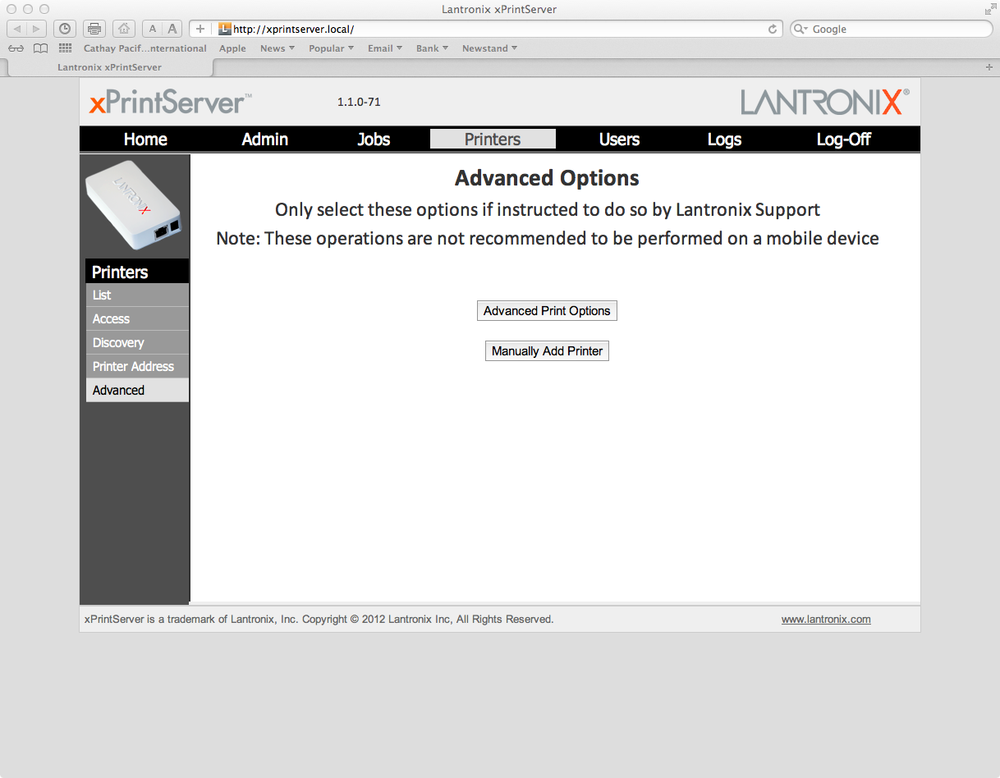 Lantronix xPrintServer
A A
http://xprintserver.local/
Google
Cathay Pacif...nternational Apple News Popular Email Bank Newstand
Lantronix xPrintServer
xPrintServer™ 1.1.0-71 LANTRONIX®
Home Admin Jobs Printers Users Logs Log-Off
LANTRONIX
Printers
List
Access
Discovery
Printer Address
Advanced
Advanced Options
Only select these options if instructed to do so by Lantronix Support
Note: These operations are not recommended to be performed on a mobile device
Advanced Print Options
Manually Add Printer
xPrintServer is a trademark of Lantronix, Inc. Copyright © 2012 Lantronix Inc, All Rights Reserved. www.lantronix.com